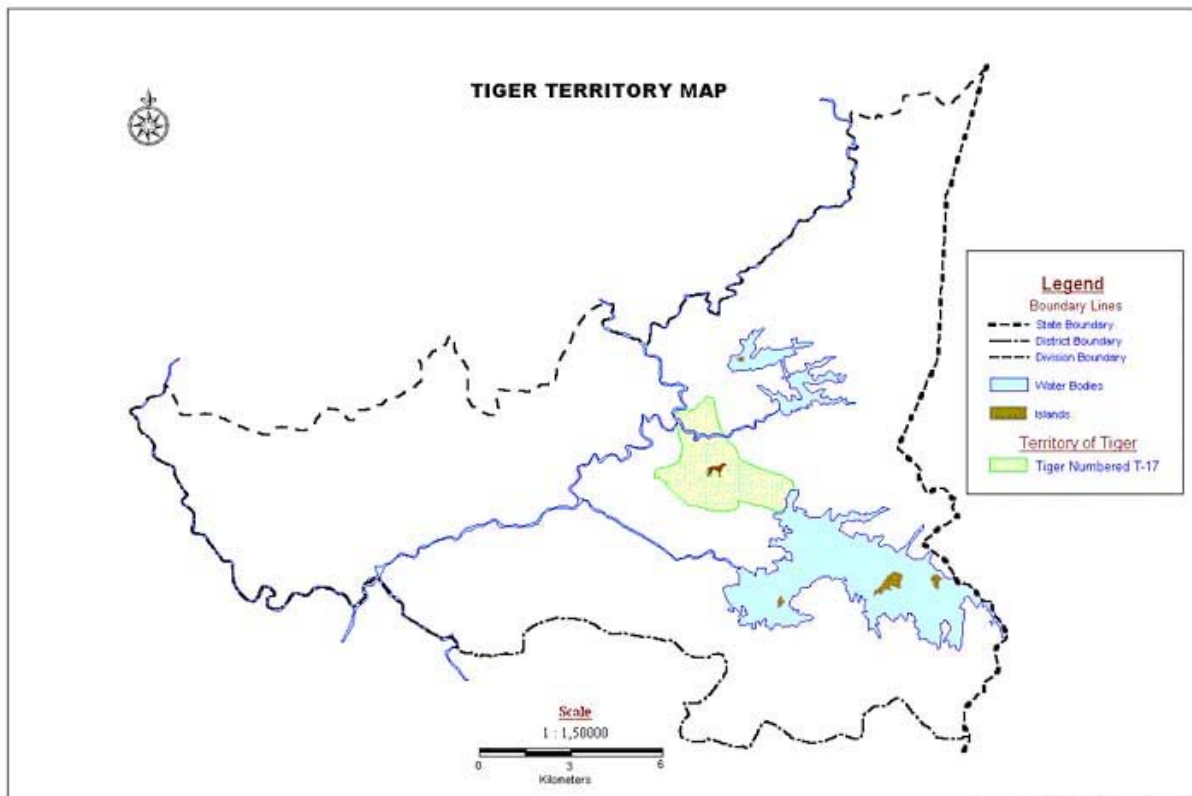 TIGER TERRITORY MAP
Legend
Boundary Lines
State Boundary
District Boundary
Division Boundary
Water Bodies
Islands
Territory of Tiger
Tiger Numbered T-17
Scale
1 : 1,50000
0 3 6
Kilometers